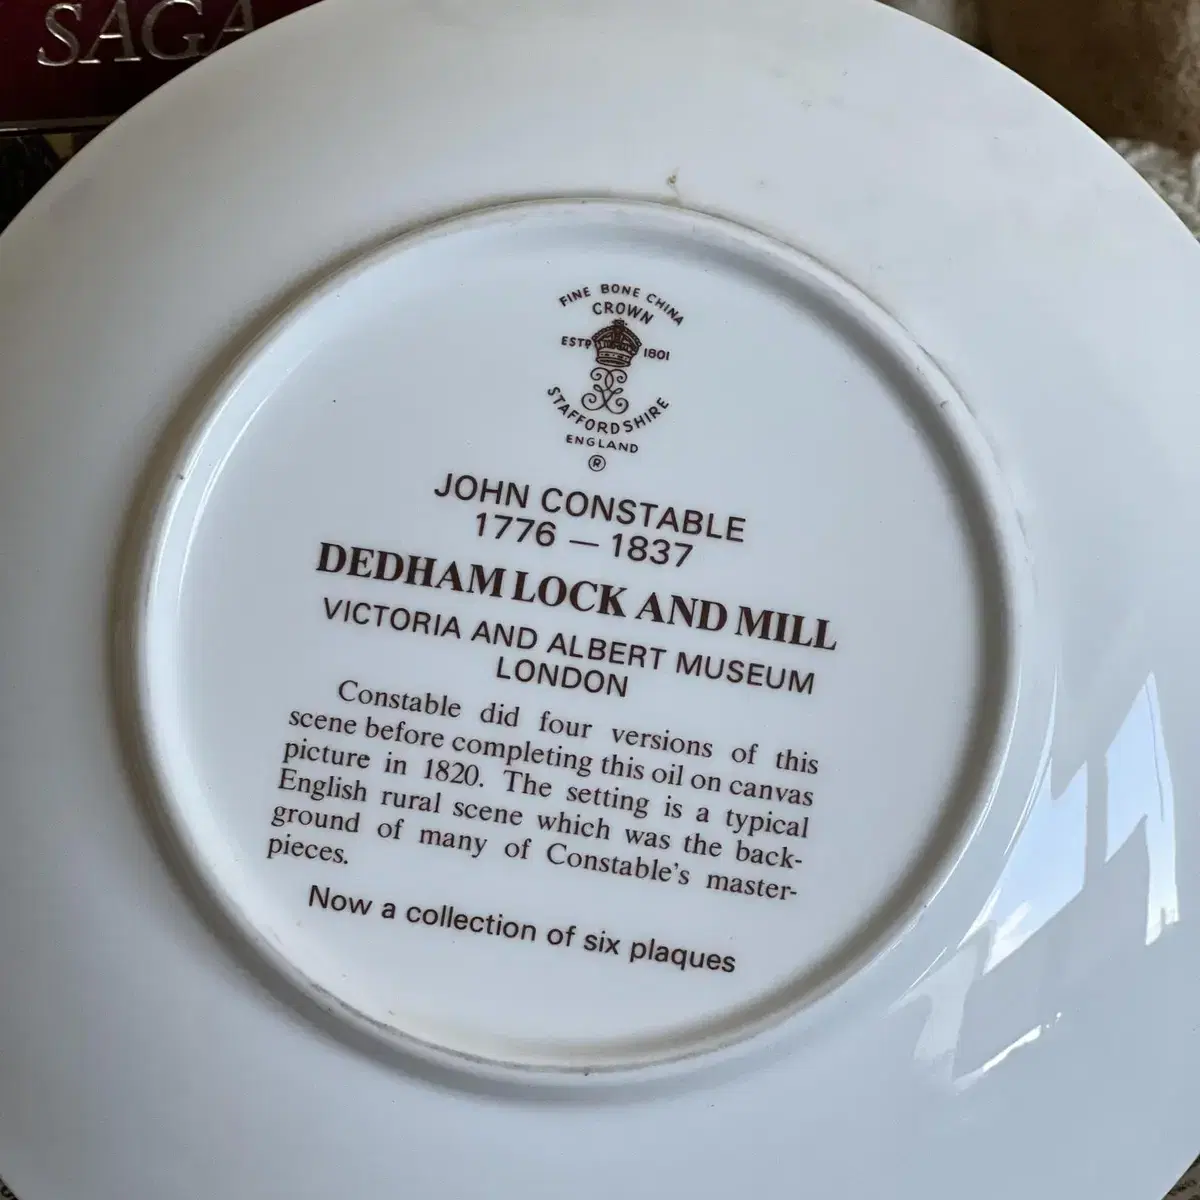 SAGA
FINE BONE CHINA
CROWN
ESTD 1801
STAFFORDSHIRE
ENGLAND
®
JOHN CONSTABLE
1776 — 1837
DEDHAM LOCK AND MILL
VICTORIA AND ALBERT MUSEUM
LONDON
Constable did four versions of this
scene before completing this oil on canvas
picture in 1820. The setting is a typical
English rural scene which was the back-
ground of many of Constable's master-
pieces.
Now a collection of six plaques